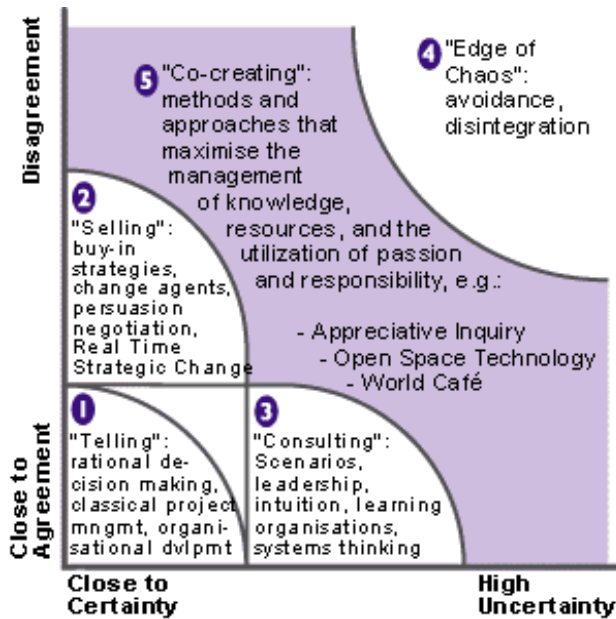 Disagreement
Close to
Agreement
5 "Co-creating":
methods and
approaches that
maximise the
management
of knowledge,
resources, and the
utilization of passion
and responsibility, e.g.:
- Appreciative Inquiry
- Open Space Technology
- World Café
4 "Edge of
Chaos":
avoidance,
disintegration
2
"Selling":
buy-in
strategies,
change agents,
persuasion
negotiation,
Real Time
Strategic Change
1
"Telling":
rational de-
cision making,
classical project
mngmt, organi-
sational dvlpmt
3
"Consulting":
Scenarios,
leadership,
intuition, learning
organisations,
systems thinking
Close to
Certainty
High
Uncertainty